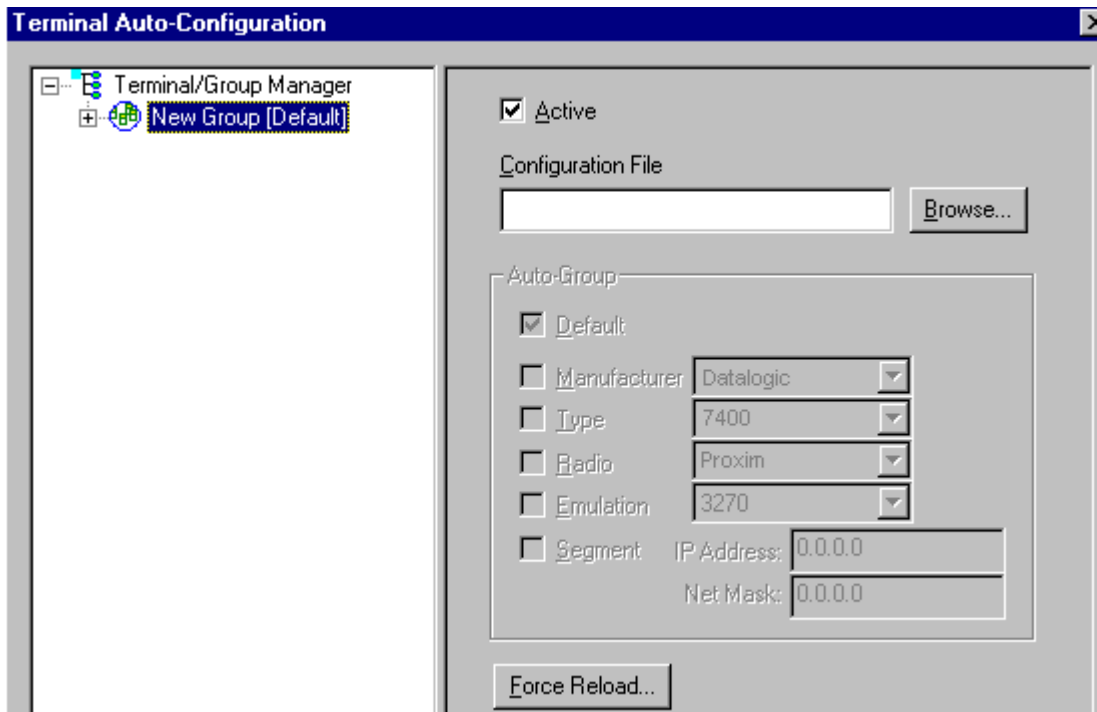 Terminal Auto-Configuration
Terminal/Group Manager
New Group [Default]
Active
Configuration File
Browse...
Auto-Group
Default
Manufacturer Datalogic
Type 7400
Radio Proxim
Emulation 3270
Segment IP Address: 0.0.0.0
Net Mask: 0.0.0.0
Force Reload...